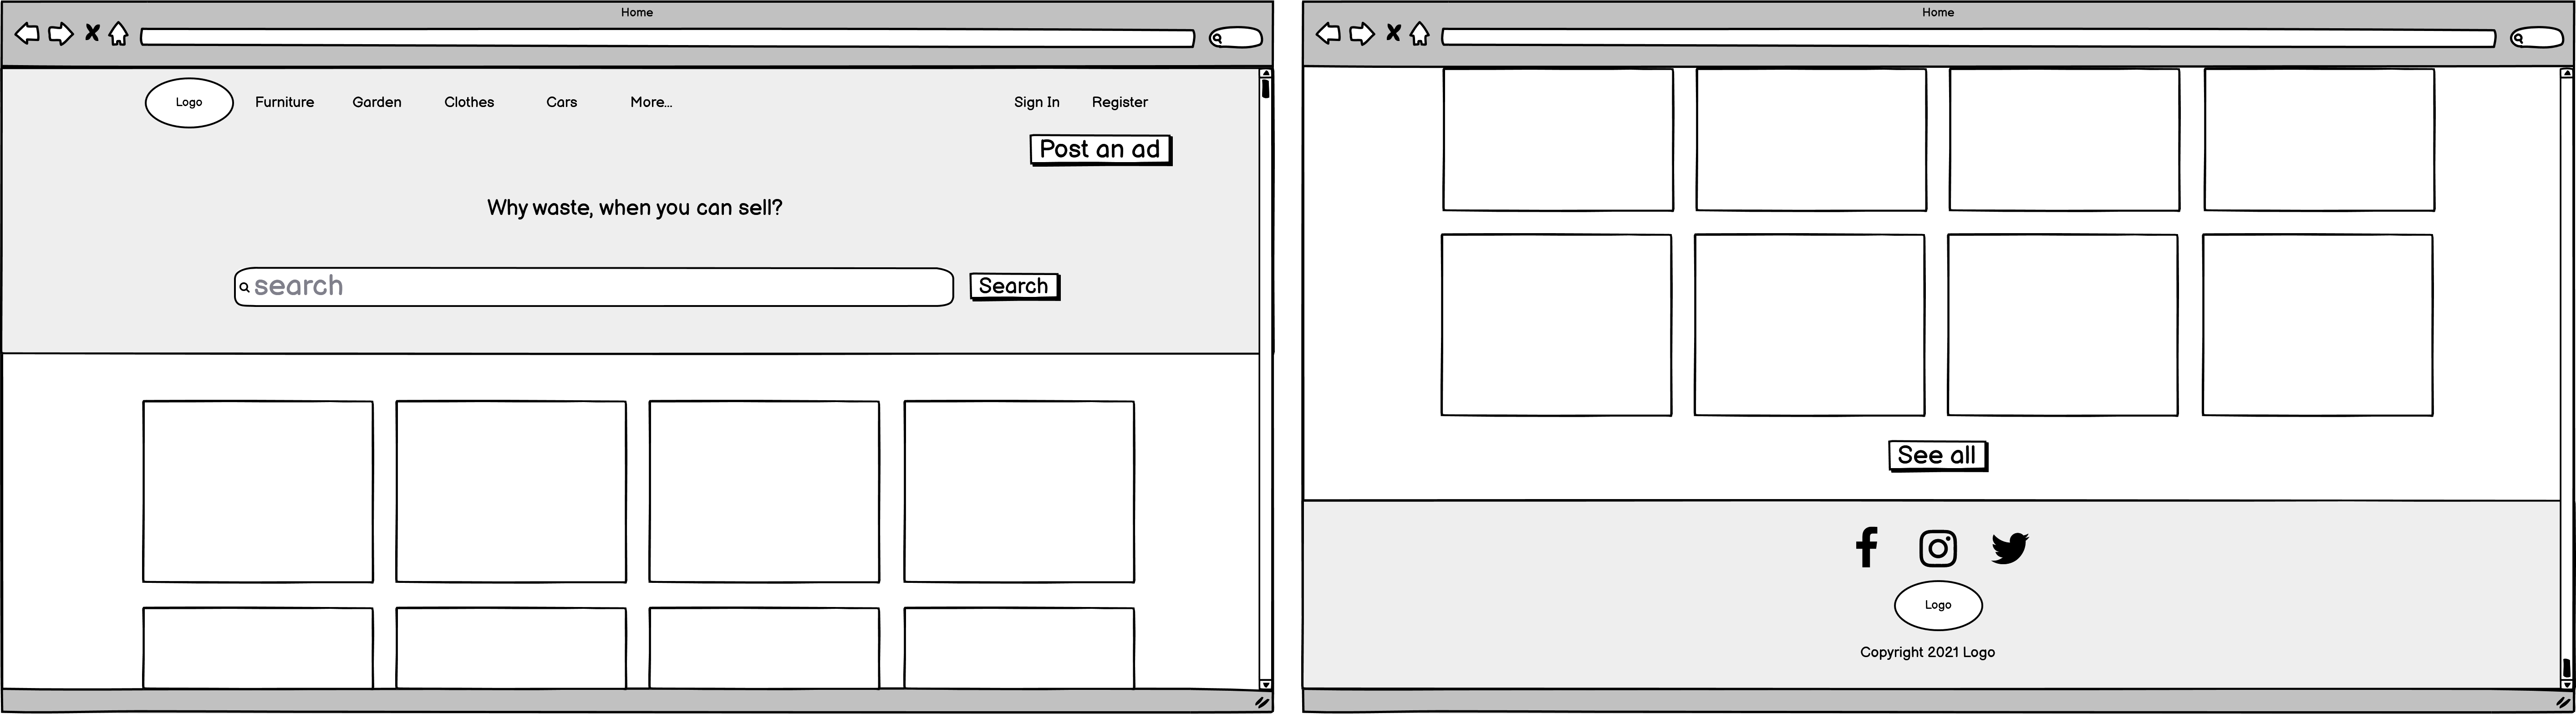 Home
Logo Furniture Garden Clothes Cars More... Sign In Register
Post an ad
Why waste, when you can sell?
search Search
Home
See all
Logo
Copyright 2021 Logo